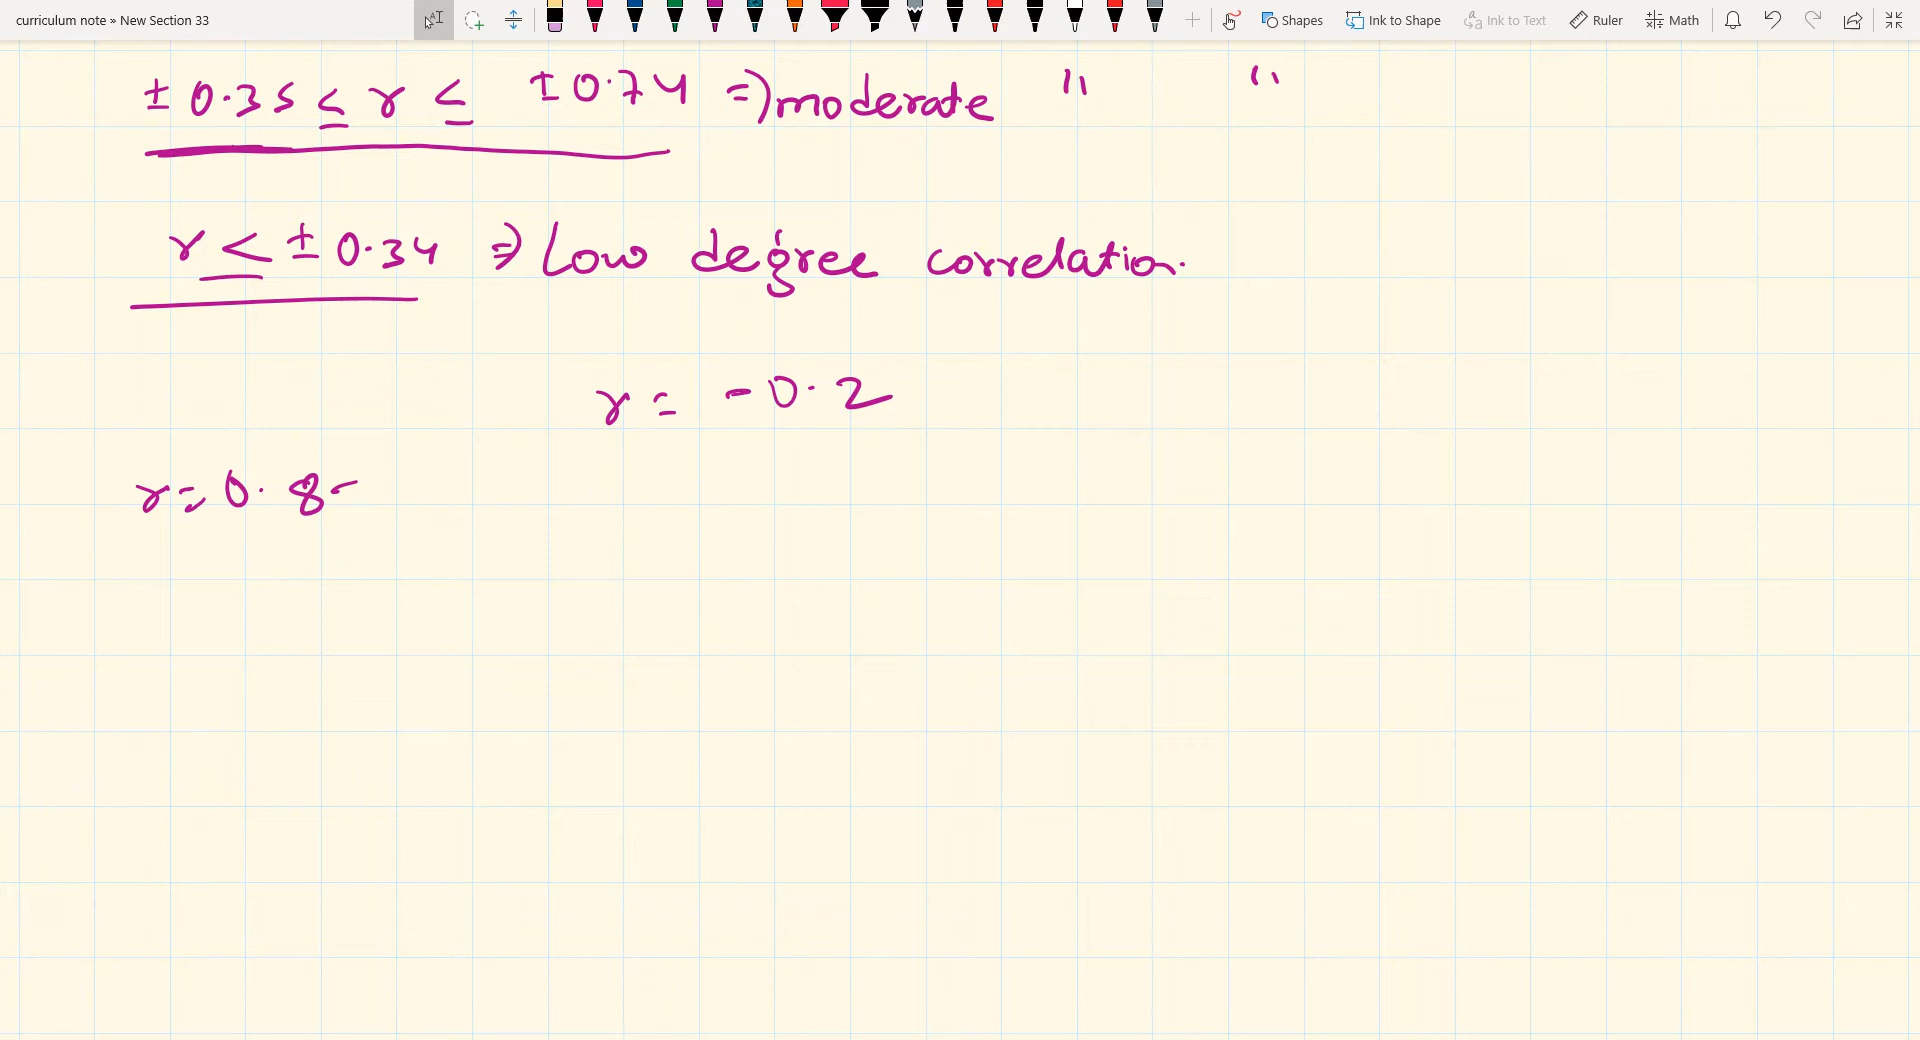 curriculum note » New Section 33 Shapes Ink to Shape Ink to Text Ruler Math
± 0.35 ≤ r ≤ ± 0.74 => moderate " "
r < ± 0.34 => Low degree correlation.
r = -0.2
r = 0.8-